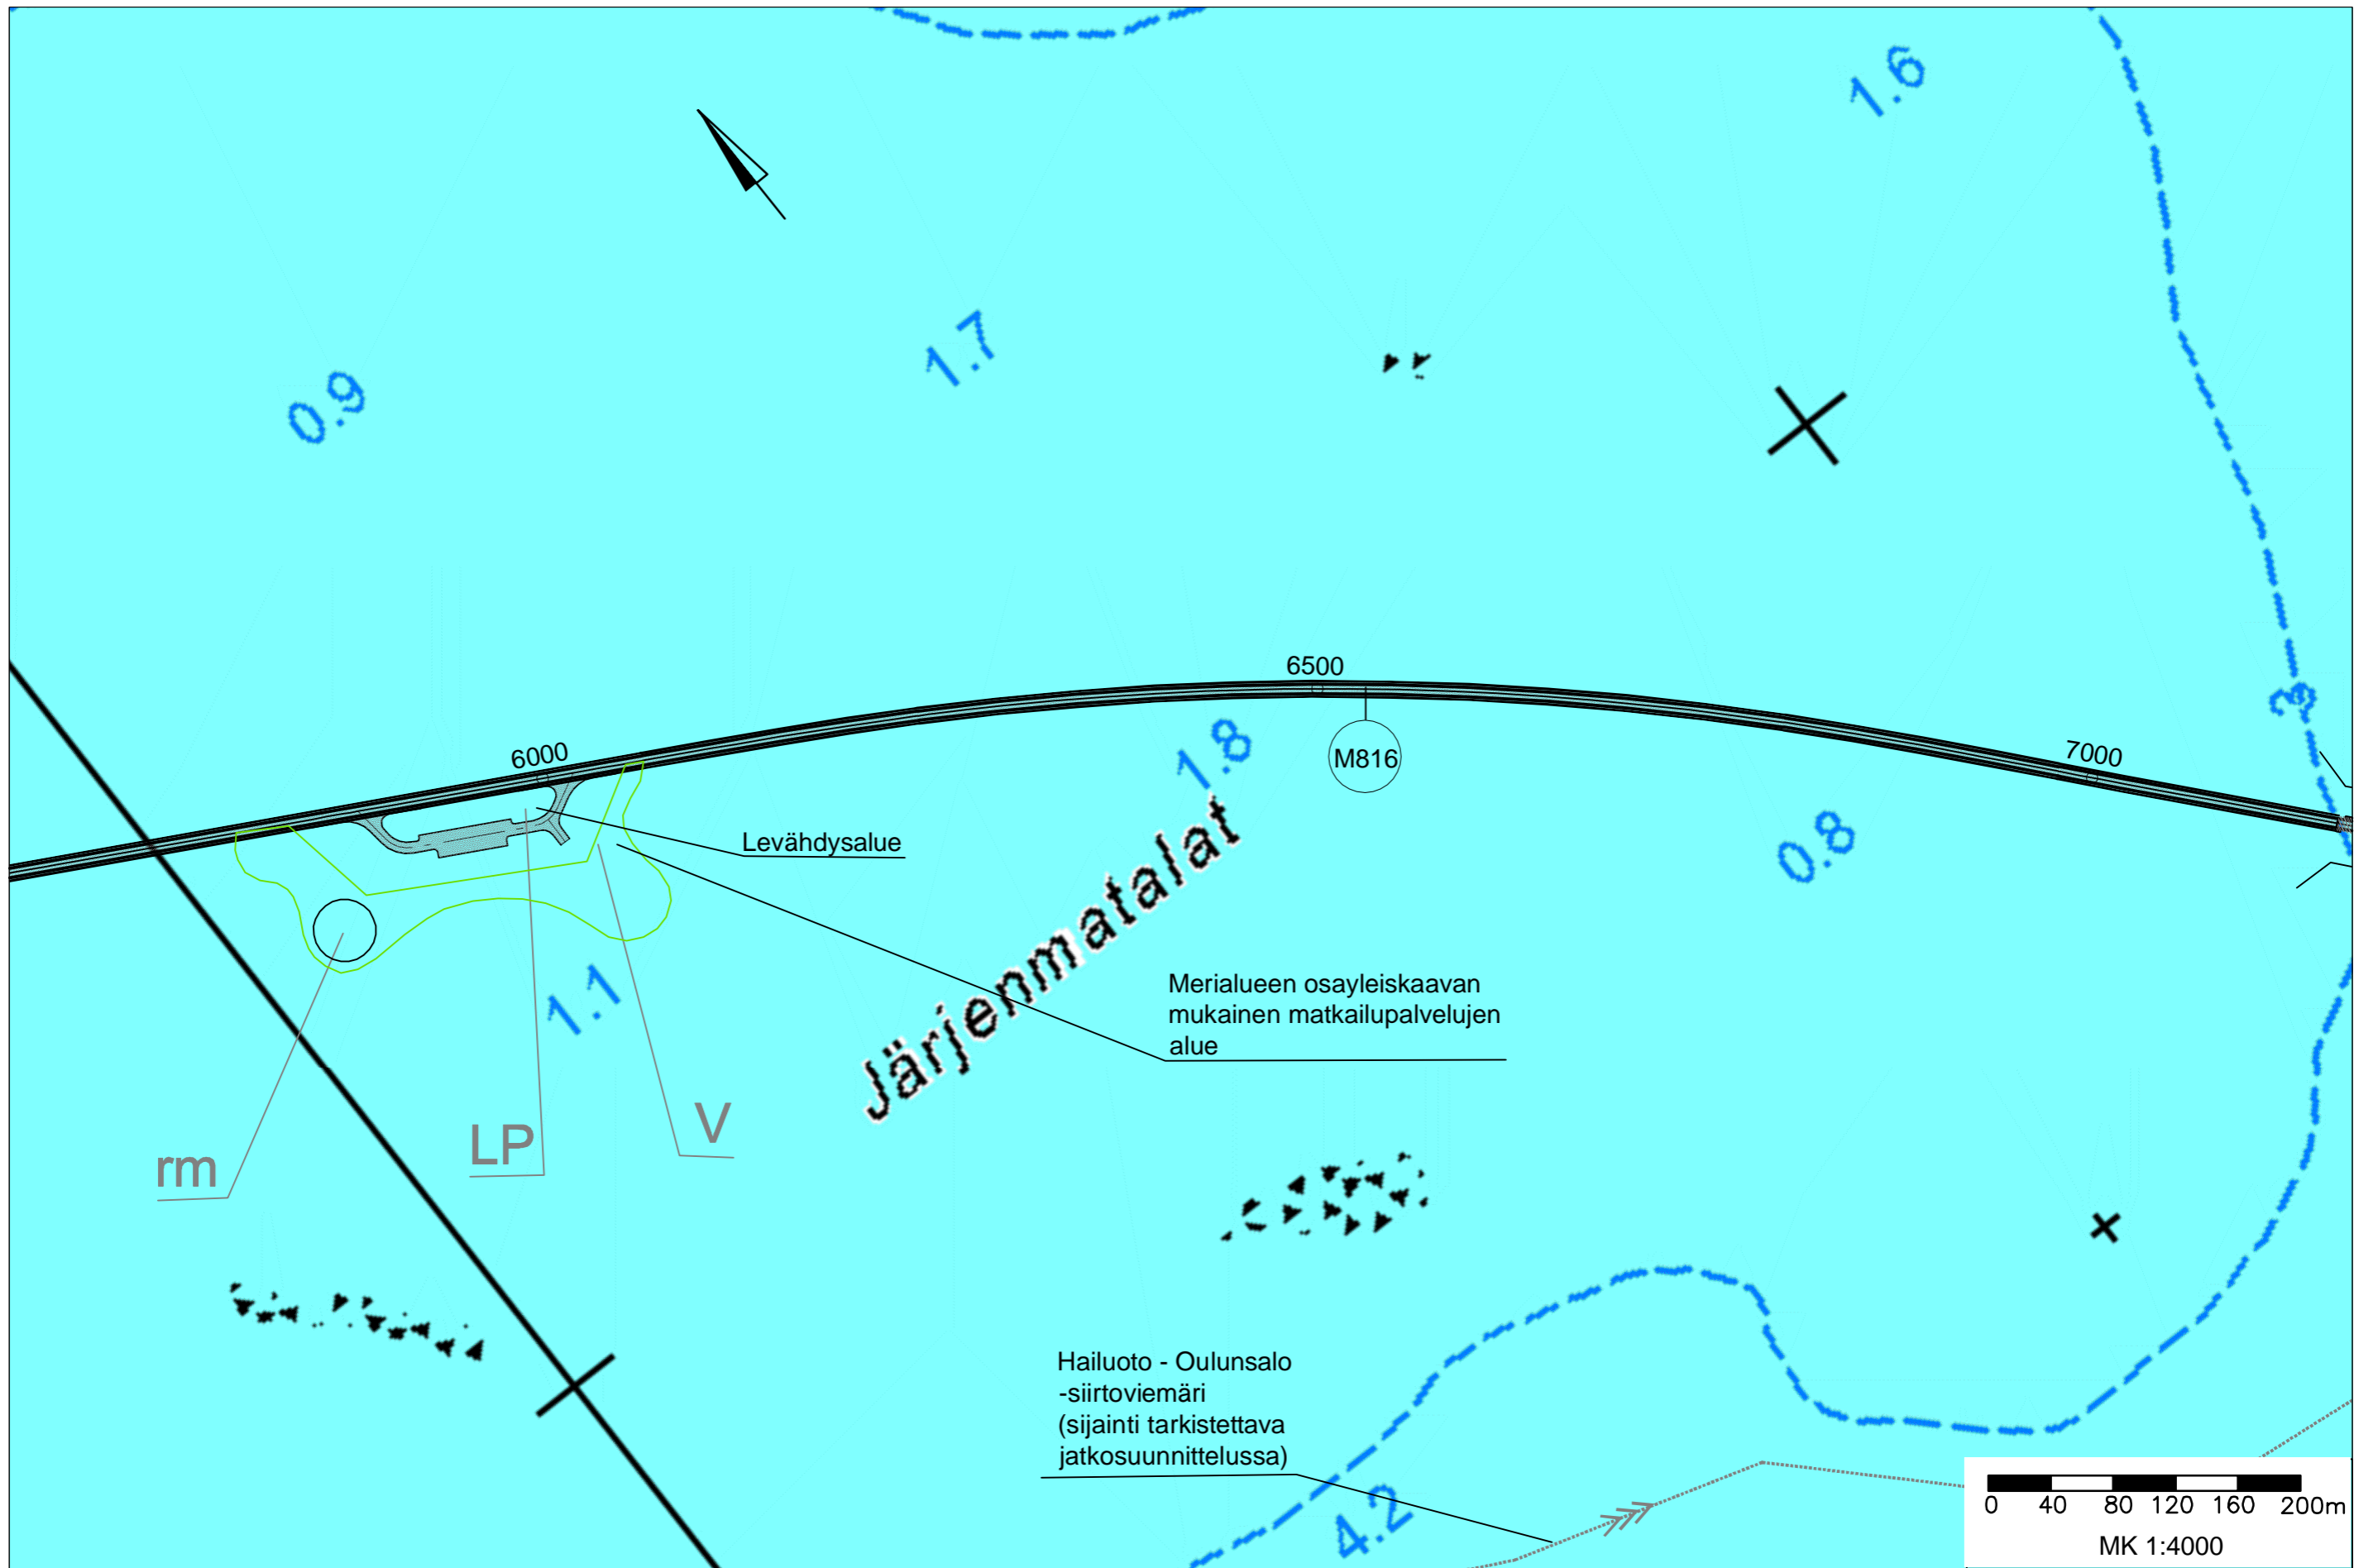 1.6
1.7
0.9
6500
3
1.8
M816
7000
6000
Levähdysalue
0.8
Järjenmatalat
1.1
Merialueen osayleiskaavan
mukainen matkailupalvelujen
alue
V
LP
rm
Hailuoto - Oulunsalo
-siirtoviemäri
(sijainti tarkistettava
jatkosuunnittelussa)
4.2
0 40 80 120 160 200m
MK 1:4000